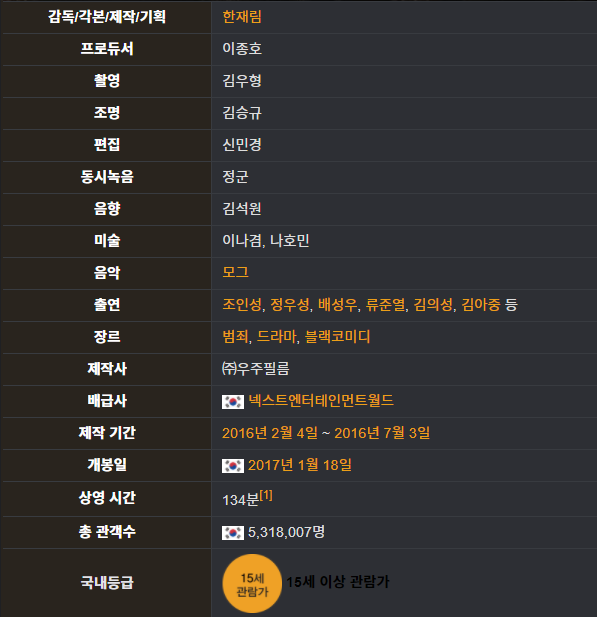 감독/각본/제작/기획 한재림
프로듀서 이종호
촬영 김우형
조명 김승규
편집 신민경
동시녹음 정군
음향 김석원
미술 이나겸, 나호민
음악 모그
출연 조인성, 정우성, 배성우, 류준열, 김의성, 김아중 등
장르 범죄, 드라마, 블랙코미디
제작사 ㈜우주필름
배급사 넥스트엔터테인먼트월드
제작 기간 2016년 2월 4일 ~ 2016년 7월 3일
개봉일 2017년 1월 18일
상영 시간 134분[1]
총 관객수 5,318,007명
국내등급 15세 관람가 15세 이상 관람가